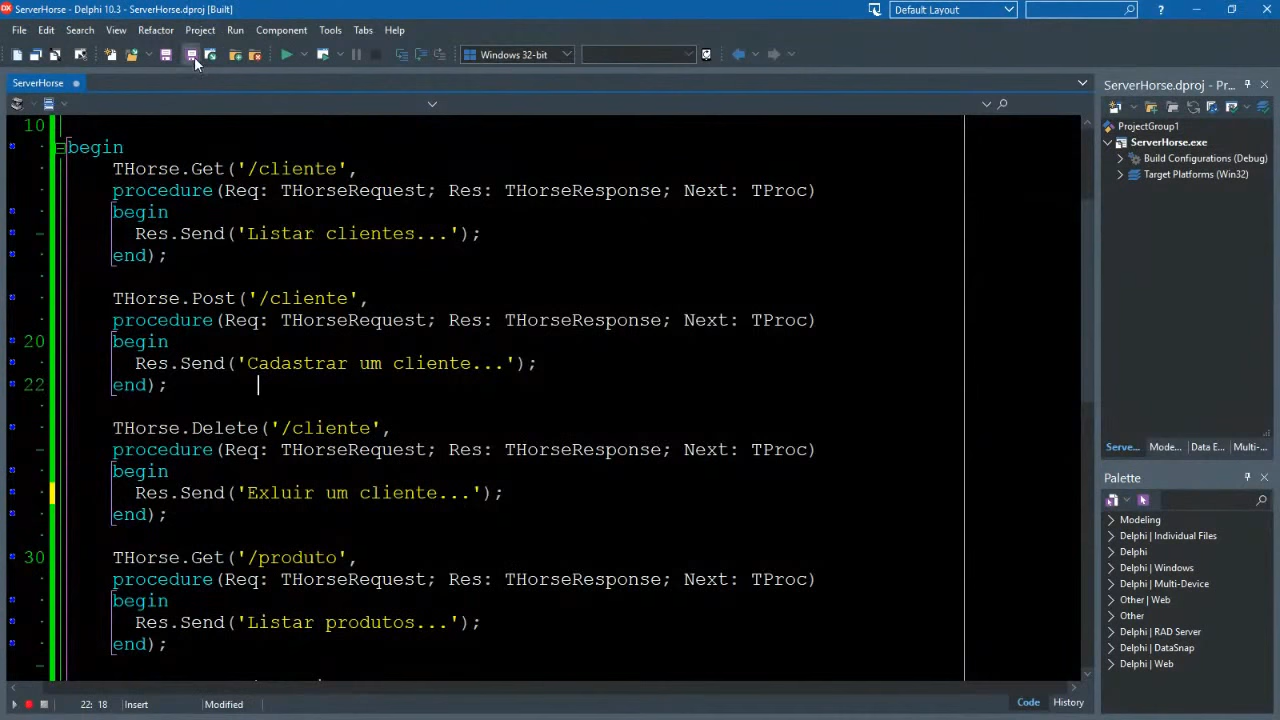 ServerHorse - Delphi 10.3 - ServerHorse.dproj [Built]
Default Layout
?
File Edit Search View Refactor Project Run Component Tools Tabs Help
Windows 32-bit
ServerHorse
10
begin
THorse.Get('/cliente',
procedure(Req: THorseRequest; Res: THorseResponse; Next: TProc)
begin
Res.Send('Listar clientes...');
end);
THorse.Post('/cliente',
procedure(Req: THorseRequest; Res: THorseResponse; Next: TProc)
20 begin
Res.Send('Cadastrar um cliente...');
22 end);
THorse.Delete('/cliente',
procedure(Req: THorseRequest; Res: THorseResponse; Next: TProc)
begin
Res.Send('Exluir um cliente...');
end);
30 THorse.Get('/produto',
procedure(Req: THorseRequest; Res: THorseResponse; Next: TProc)
begin
Res.Send('Listar produtos...');
end);
22: 18 Insert Modified
Code History
ServerHorse.dproj - Pr...
ProjectGroup1
ServerHorse.exe
Build Configurations (Debug)
Target Platforms (Win32)
Serve... Mode... Data E... Multi-...
Palette
Modeling
Delphi | Individual Files
Delphi
Delphi | Windows
Delphi | Multi-Device
Other | Web
Other
Delphi | RAD Server
Delphi | DataSnap
Delphi | Web